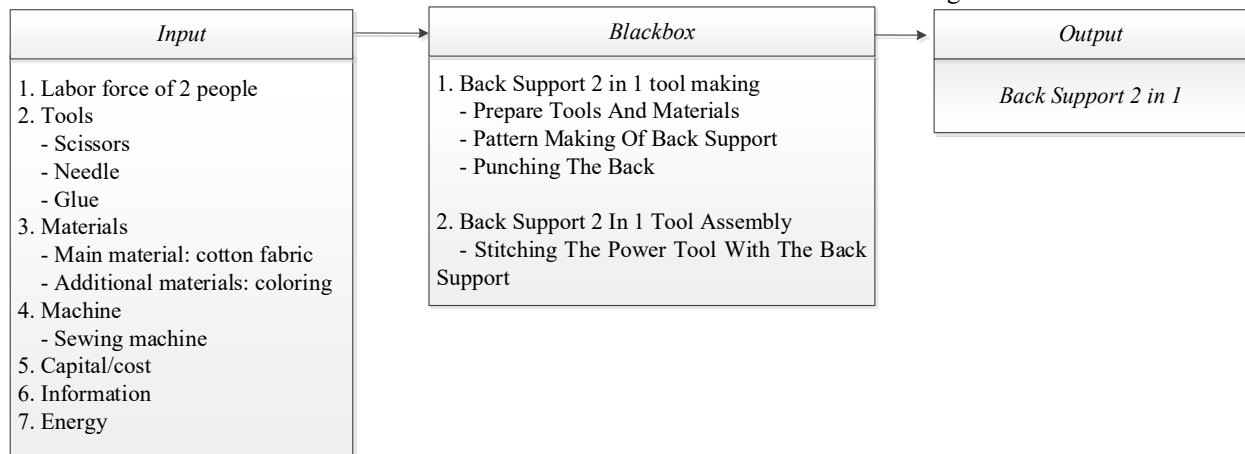 Input
1. Labor force of 2 people
2. Tools
- Scissors
- Needle
- Glue
3. Materials
- Main material: cotton fabric
- Additional materials: coloring
4. Machine
- Sewing machine
5. Capital/cost
6. Information
7. Energy
Blackbox
1. Back Support 2 in 1 tool making
- Prepare Tools And Materials
- Pattern Making Of Back Support
- Punching The Back
2. Back Support 2 In 1 Tool Assembly
- Stitching The Power Tool With The Back
Support
Output
Back Support 2 in 1